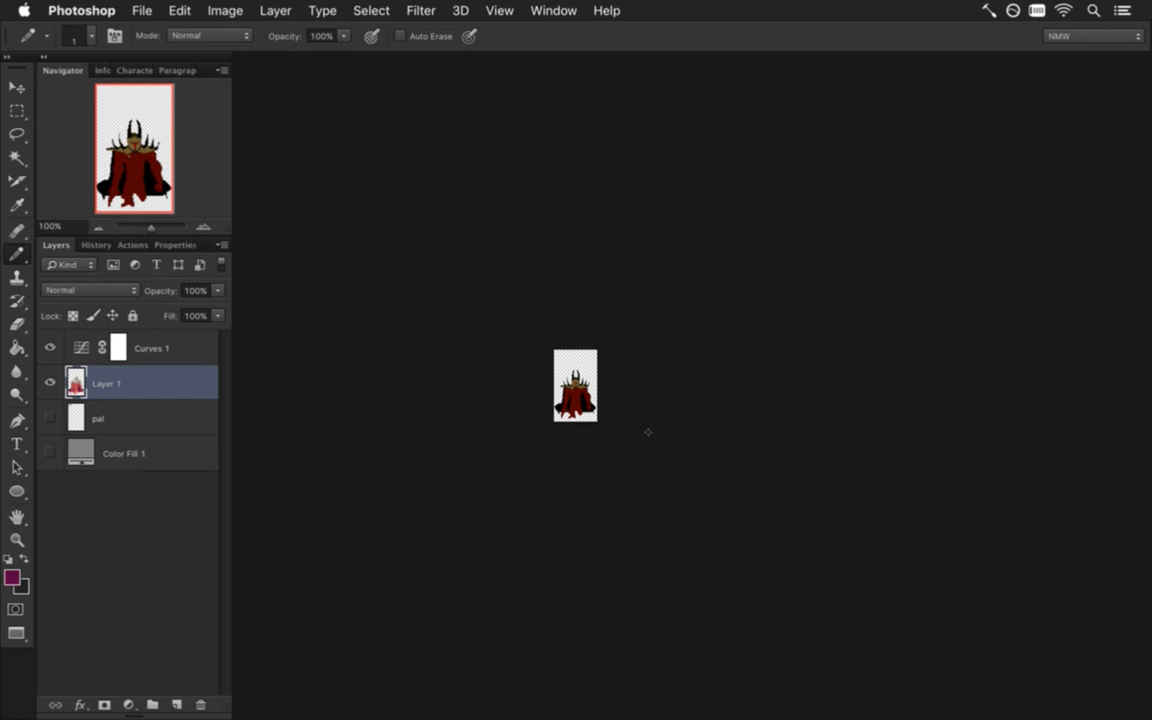 Photoshop File Edit Image Layer Type Select Filter 3D View Window Help
1 Mode: Normal Opacity: 100% Auto Erase NMW
Navigator Info Characte Paragrap
100%
Layers History Actions Properties
Kind
Normal Opacity: 100%
Lock: Fill: 100%
Curves 1
Layer 1
pal
Color Fill 1
fx